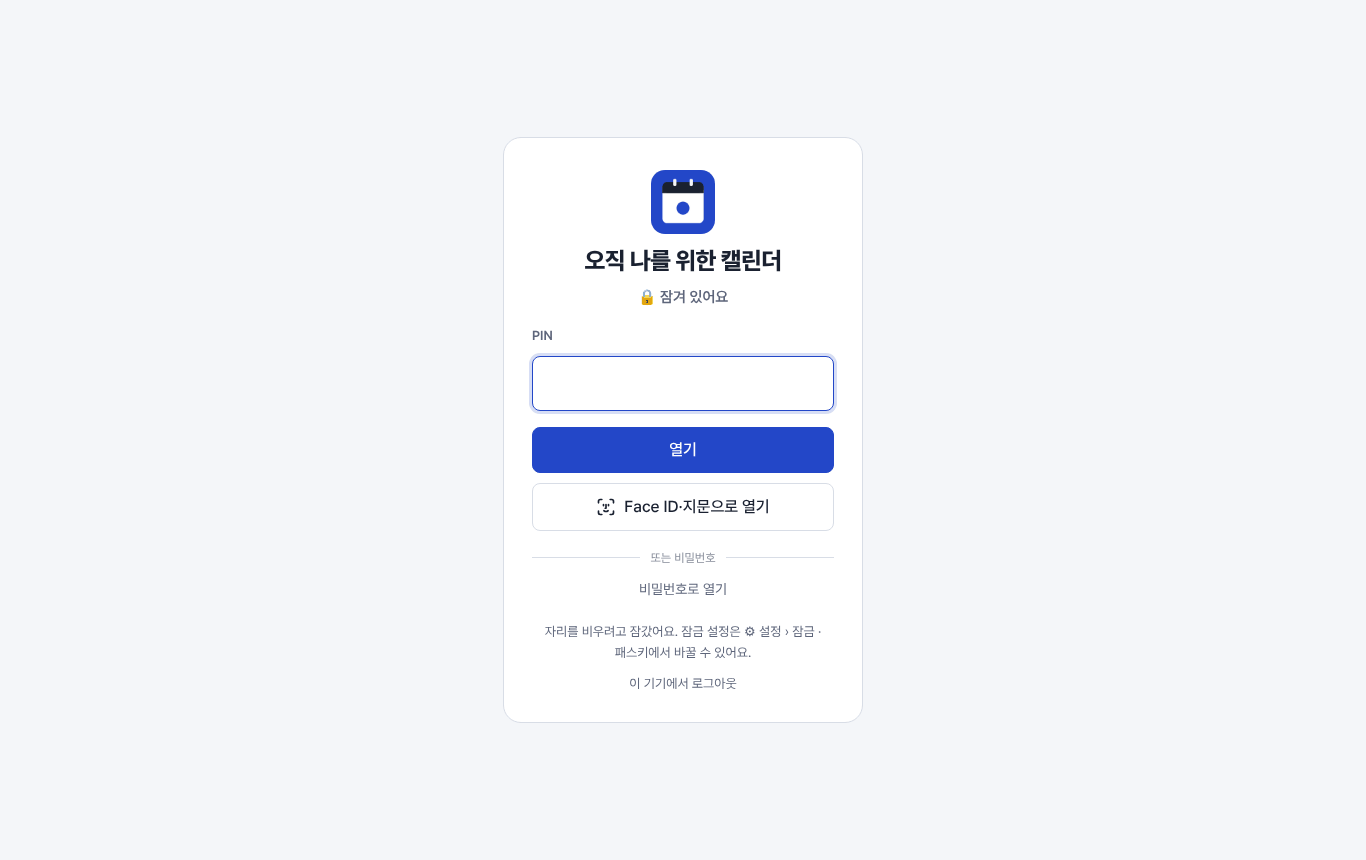 오직 나를 위한 캘린더
🔒 잠겨 있어요
PIN
열기
Face ID·지문으로 열기
또는 비밀번호
비밀번호로 열기
자리를 비우려고 잠갔어요. 잠금 설정은 ⚙ 설정 › 잠금 ·
패스키에서 바꿀 수 있어요.
이 기기에서 로그아웃